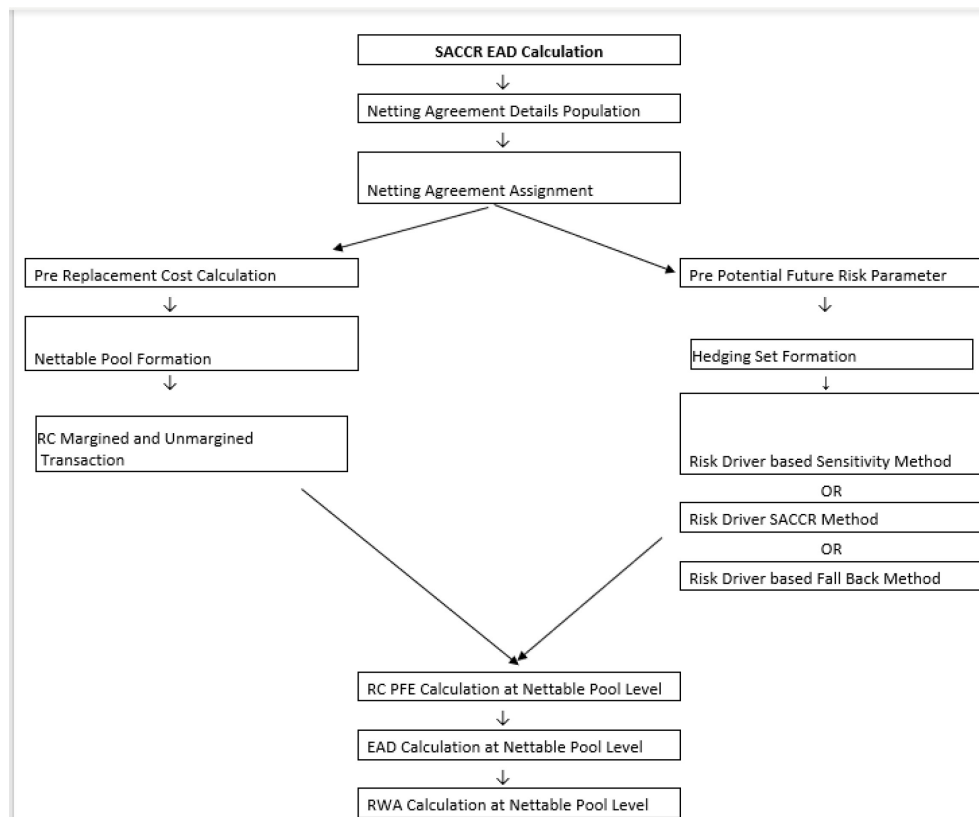 SACCR EAD Calculation
Netting Agreement Details Population
Netting Agreement Assignment
Pre Replacement Cost Calculation
Nettable Pool Formation
RC Margined and Unmargined
Transaction
Pre Potential Future Risk Parameter
Hedging Set Formation
Risk Driver based Sensitivity Method
OR
Risk Driver SACCR Method
OR
Risk Driver based Fall Back Method
RC PFE Calculation at Nettable Pool Level
EAD Calculation at Nettable Pool Level
RWA Calculation at Nettable Pool Level